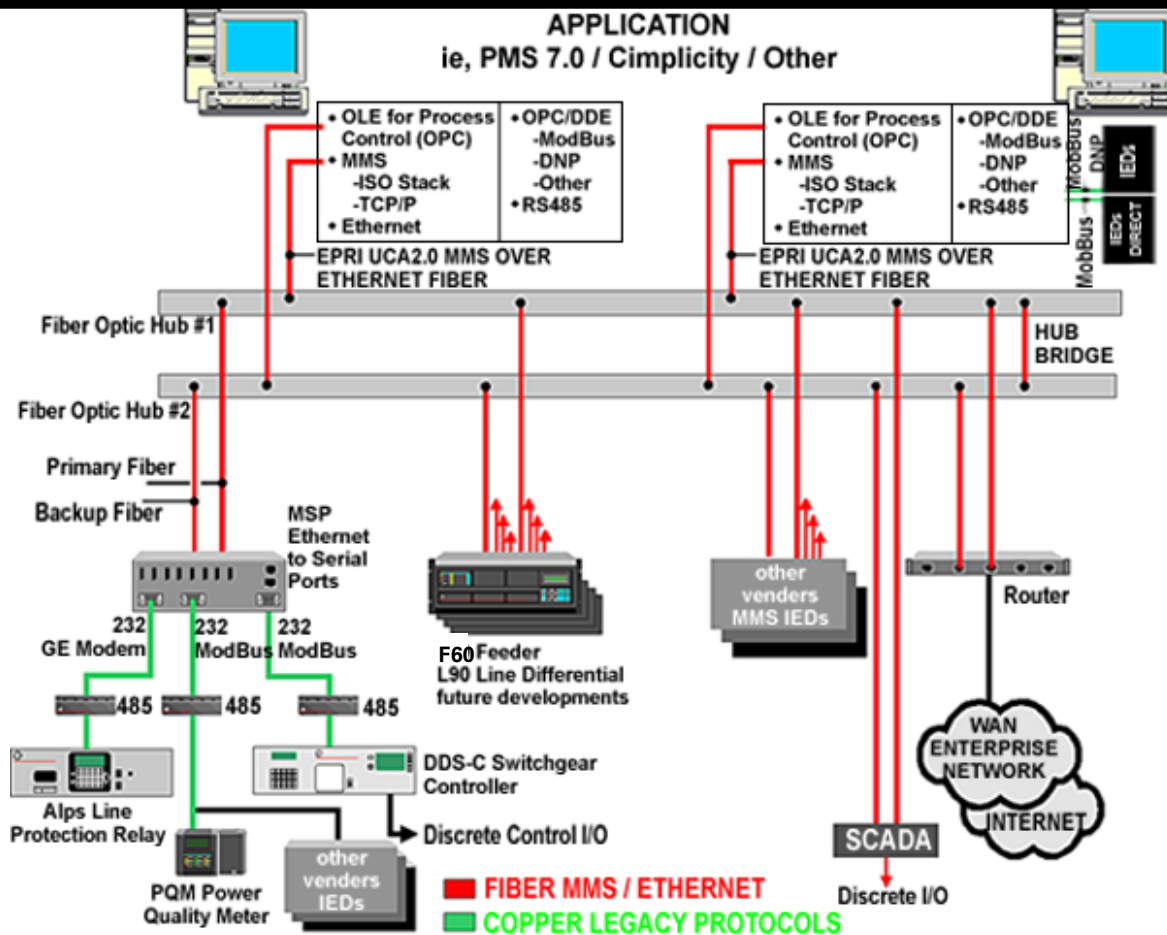 APPLICATION
ie, PMS 7.0 / Cimplicity / Other
• OLE for Process
Control (OPC)
• MMS
-ISO Stack
-TCP/P
• Ethernet
• OPC/DDE
-ModBus
-DNP
-Other
• RS485
• OLE for Process
Control (OPC)
• MMS
-ISO Stack
-TCP/P
• Ethernet
• OPC/DDE
-ModBus
-DNP
-Other
• RS485
MobBus
DNP
IEDs
MobBus
IEDs
DIRECT
EPRI UCA2.0 MMS OVER
ETHERNET FIBER
EPRI UCA2.0 MMS OVER
ETHERNET FIBER
Fiber Optic Hub #1
HUB
BRIDGE
Fiber Optic Hub #2
Primary Fiber
Backup Fiber
MSP
Ethernet
to Serial
Ports
232
GE Modem
232
ModBus
232
ModBus
485
485
485
F60 Feeder
L90 Line Differential
future developments
other
venders
MMS IEDs
Router
WAN
ENTERPRISE
NETWORK
INTERNET
Alps Line
Protection Relay
DDS-C Switchgear
Controller
Discrete Control I/O
PQM Power
Quality Meter
other
venders
IEDs
SCADA
Discrete I/O
FIBER MMS / ETHERNET
COPPER LEGACY PROTOCOLS